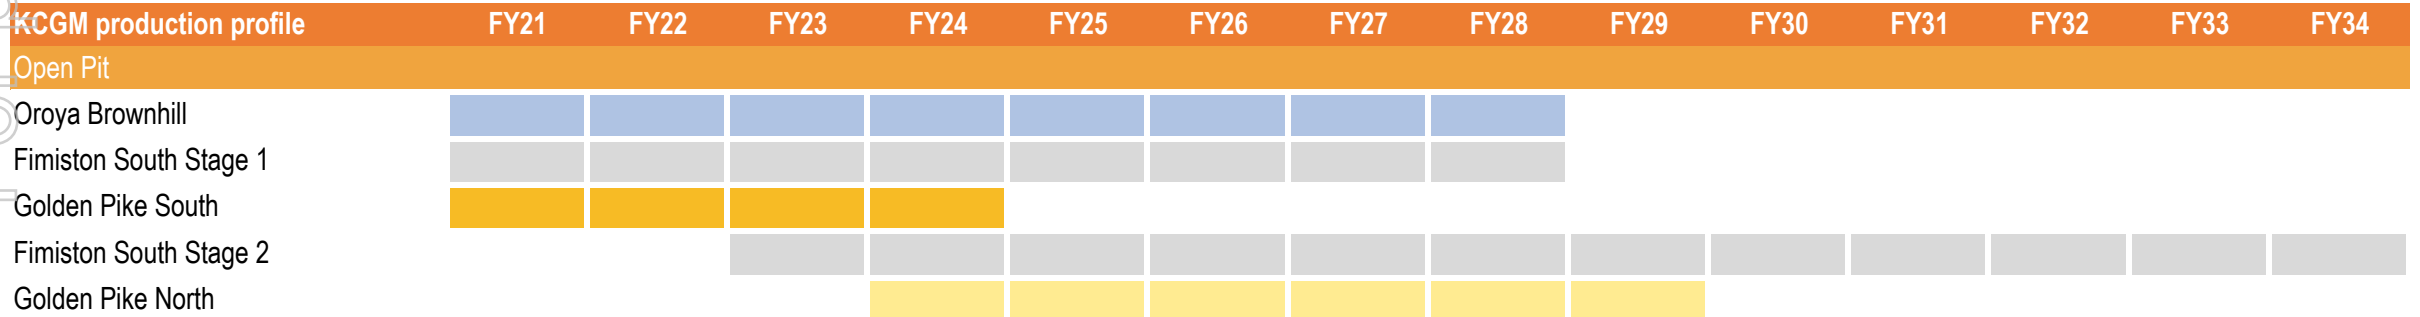 KCGM production profile FY21 FY22 FY23 FY24 FY25 FY26 FY27 FY28 FY29 FY30 FY31 FY32 FY33 FY34
Open Pit
Oroya Brownhill
Fimiston South Stage 1
Golden Pike South
Fimiston South Stage 2
Golden Pike North